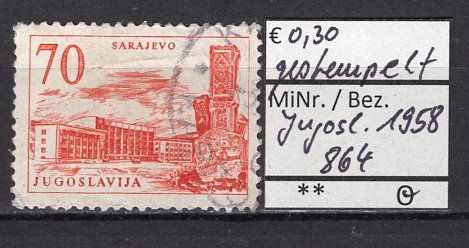 SARAJEVO
70
JUGOSLAVIJA
€ 0,30
gestempelt
MiNr. / Bez.
Jugosl. 1958
864
**